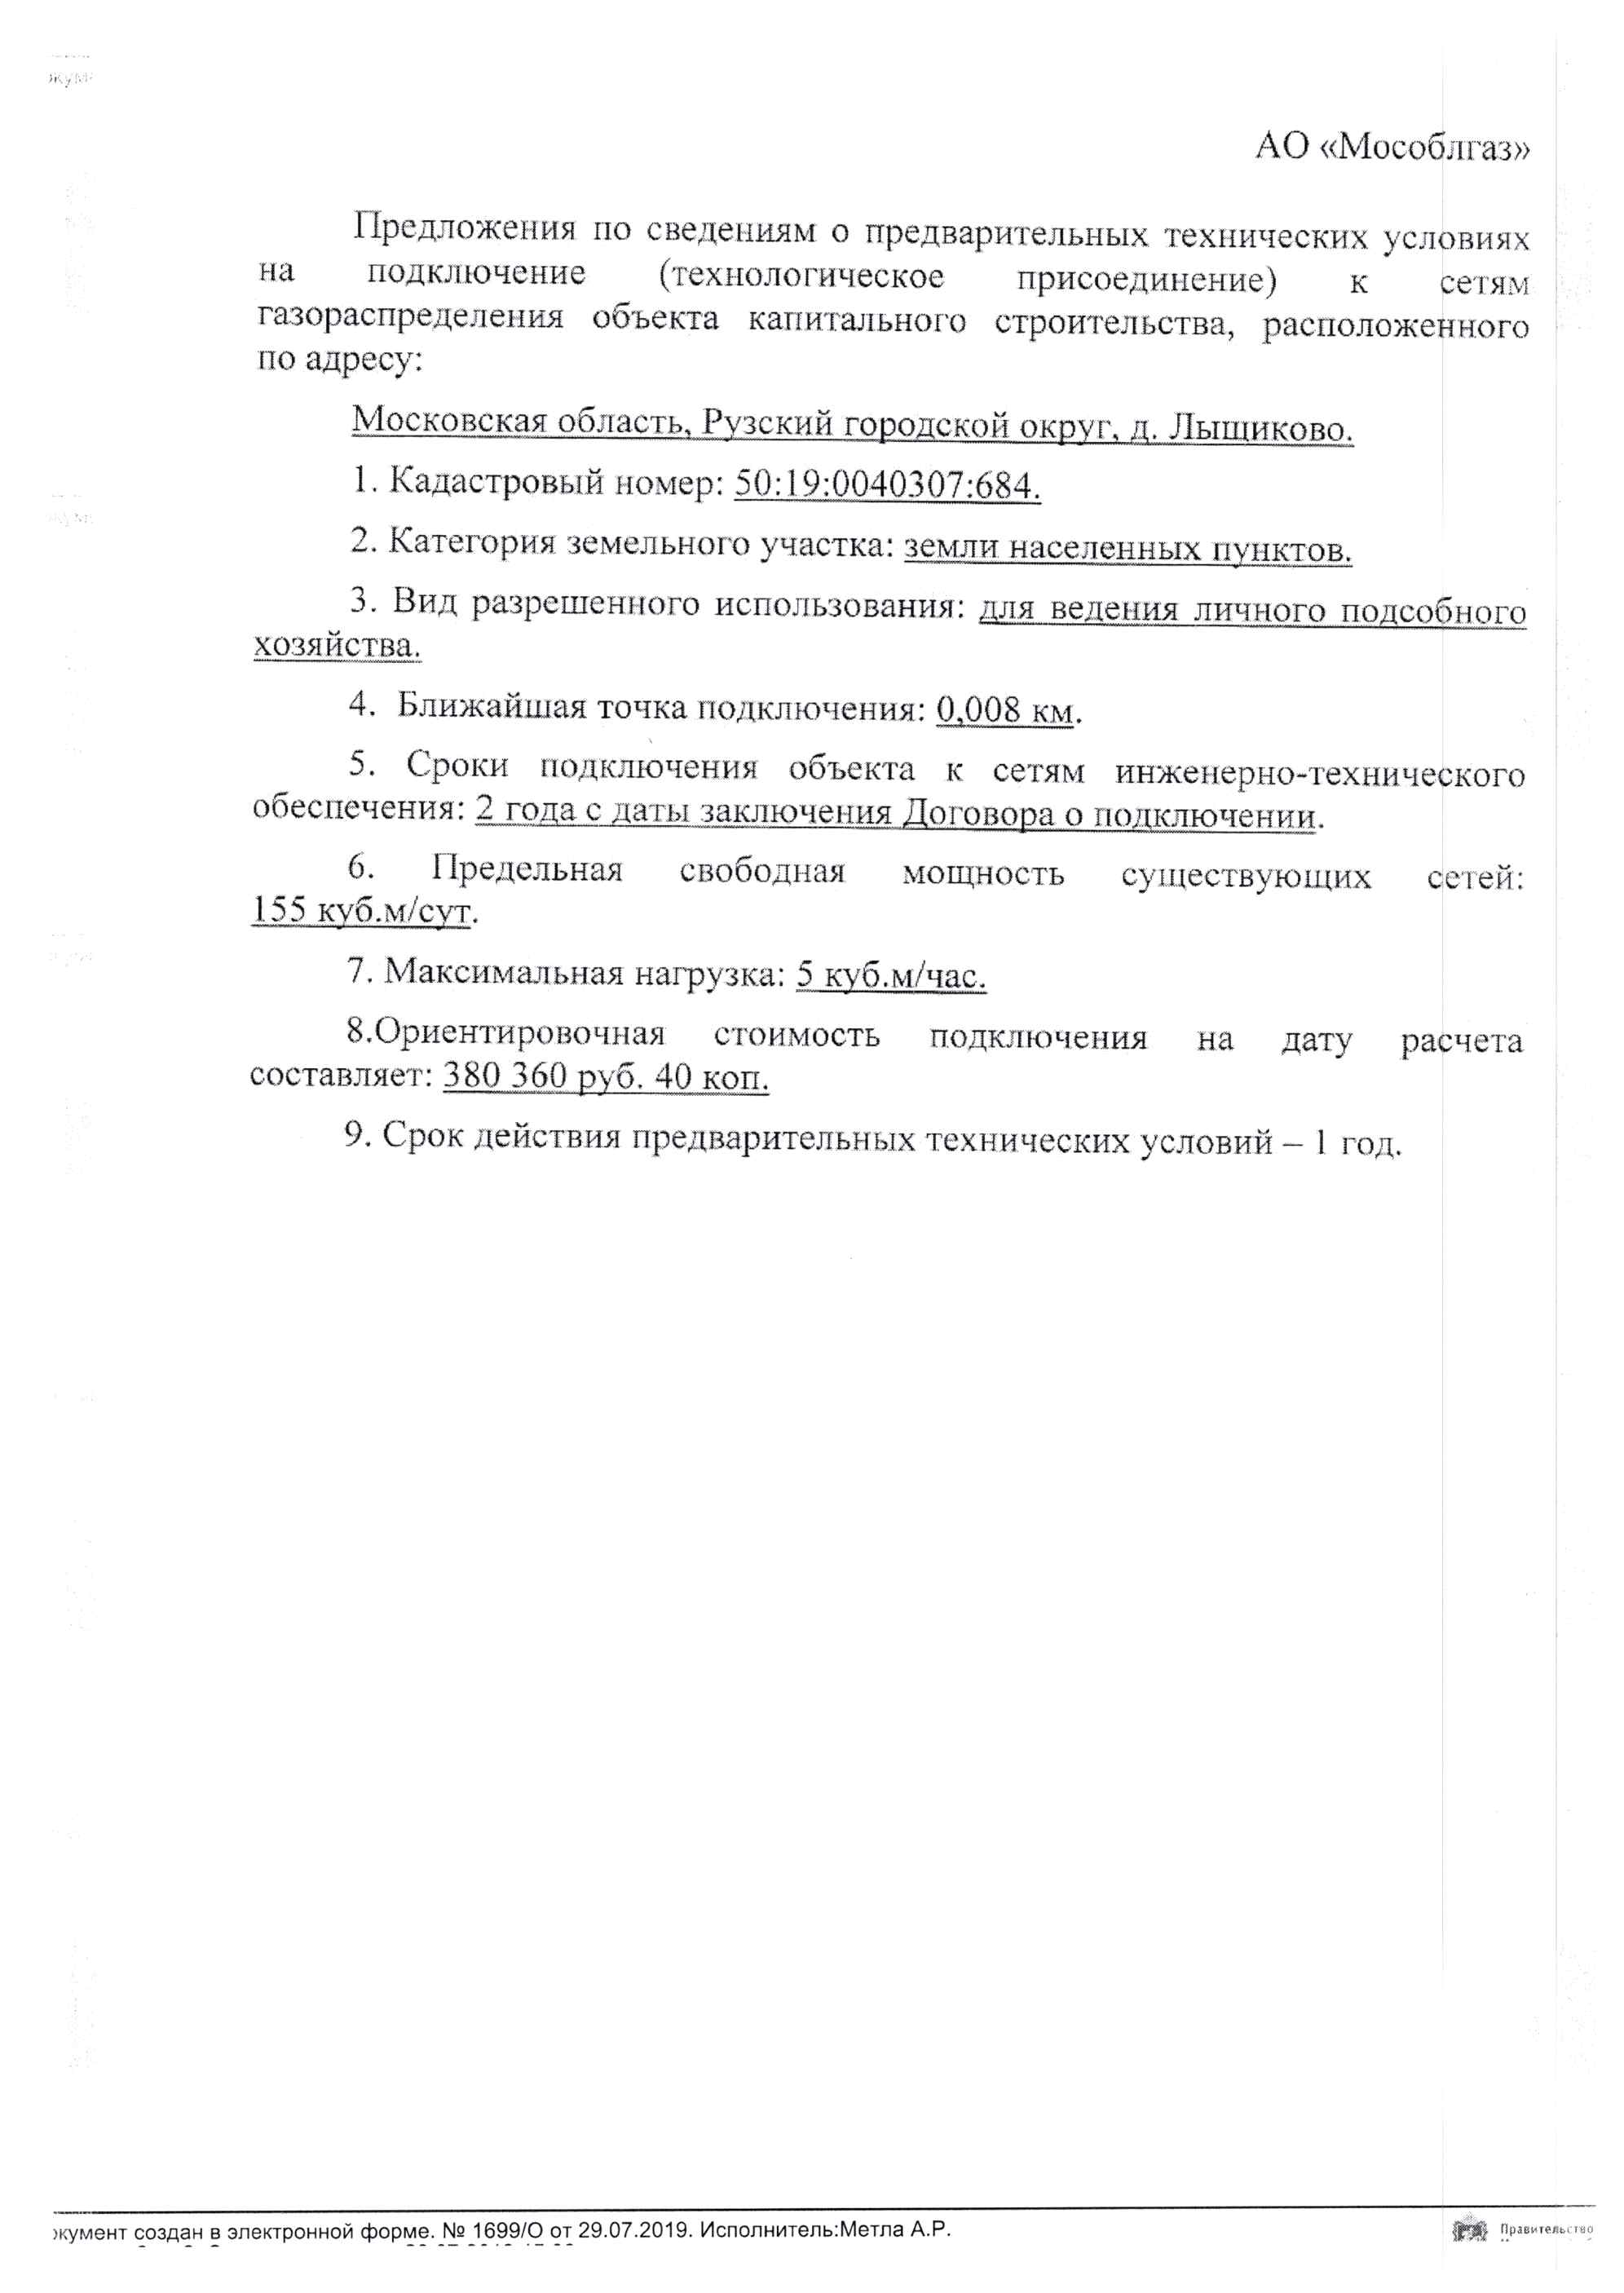 АО «Мособлгаз»
Предложения по сведениям о предварительных технических условиях
на подключение (технологическое присоединение) к сетям
газораспределения объекта капитального строительства, расположенного
по адресу:
Московская область, Рузский городской округ, д. Лыщиково.
1. Кадастровый номер: 50:19:0040307:684.
2. Категория земельного участка: земли населенных пунктов.
3. Вид разрешенного использования: для ведения личного подсобного
хозяйства.
4. Ближайшая точка подключения: 0,008 км.
5. Сроки подключения объекта к сетям инженерно-технического
обеспечения: 2 года с даты заключения Договора о подключении.
6. Предельная свободная мощность существующих сетей:
155 куб.м/сут.
7. Максимальная нагрузка: 5 куб.м/час.
8.Ориентировочная стоимость подключения на дату расчета
составляет: 380 360 руб. 40 коп.
9. Срок действия предварительных технических условий – 1 год.
окумент создан в электронной форме. № 1699/О от 29.07.2019. Исполнитель:Метла А.Р.
Правительство